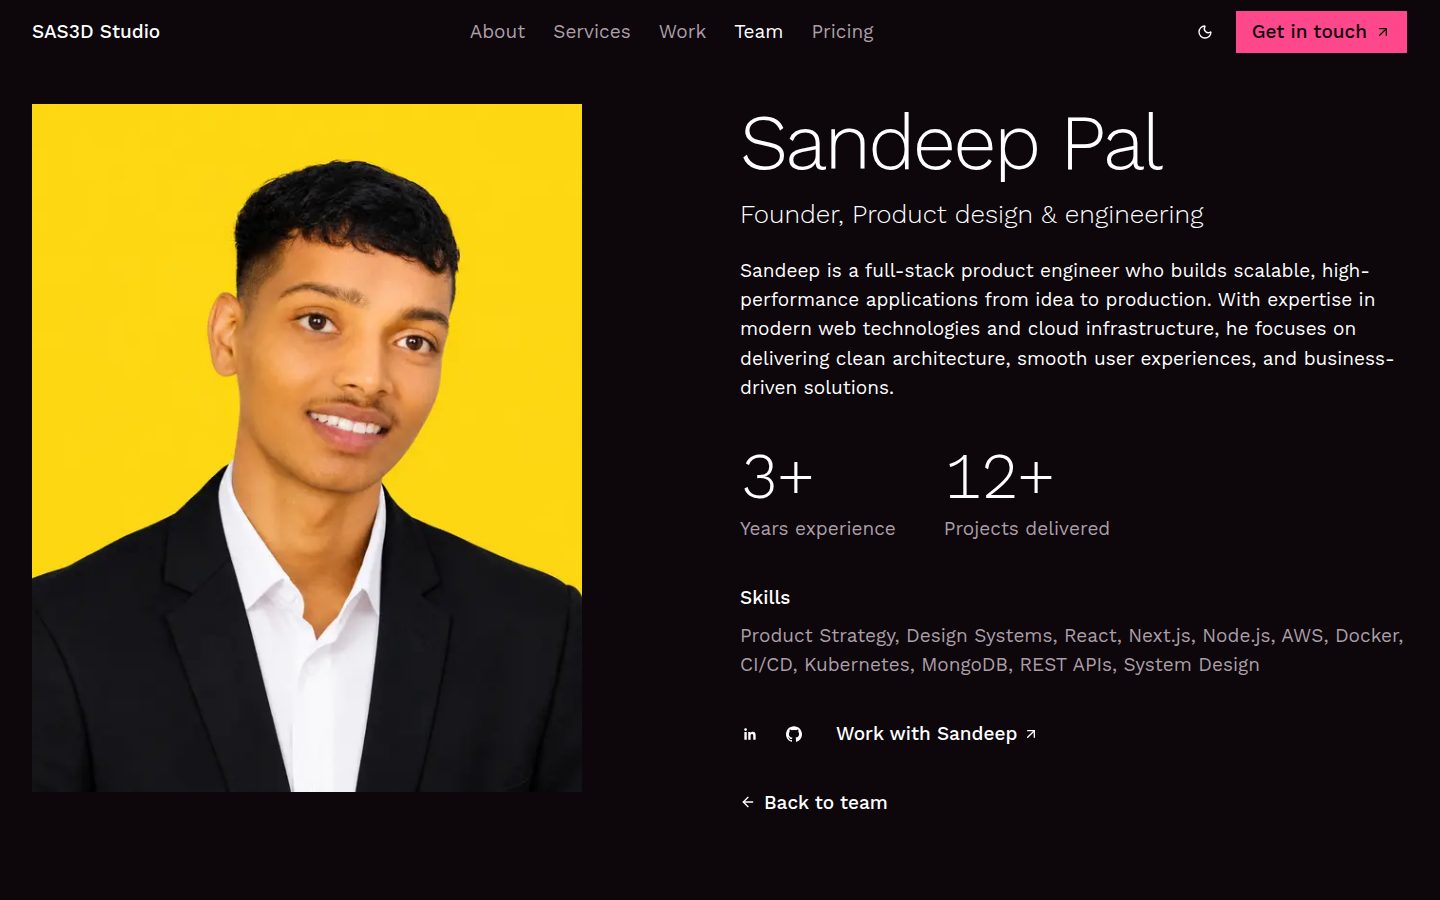 SAS3D Studio
About Services Work Team Pricing
Get in touch
Sandeep Pal
Founder, Product design & engineering
Sandeep is a full-stack product engineer who builds scalable, high-
performance applications from idea to production. With expertise in
modern web technologies and cloud infrastructure, he focuses on
delivering clean architecture, smooth user experiences, and business-
driven solutions.
3+
Years experience
12+
Projects delivered
Skills
Product Strategy, Design Systems, React, Next.js, Node.js, AWS, Docker,
CI/CD, Kubernetes, MongoDB, REST APIs, System Design
in
Work with Sandeep
Back to team